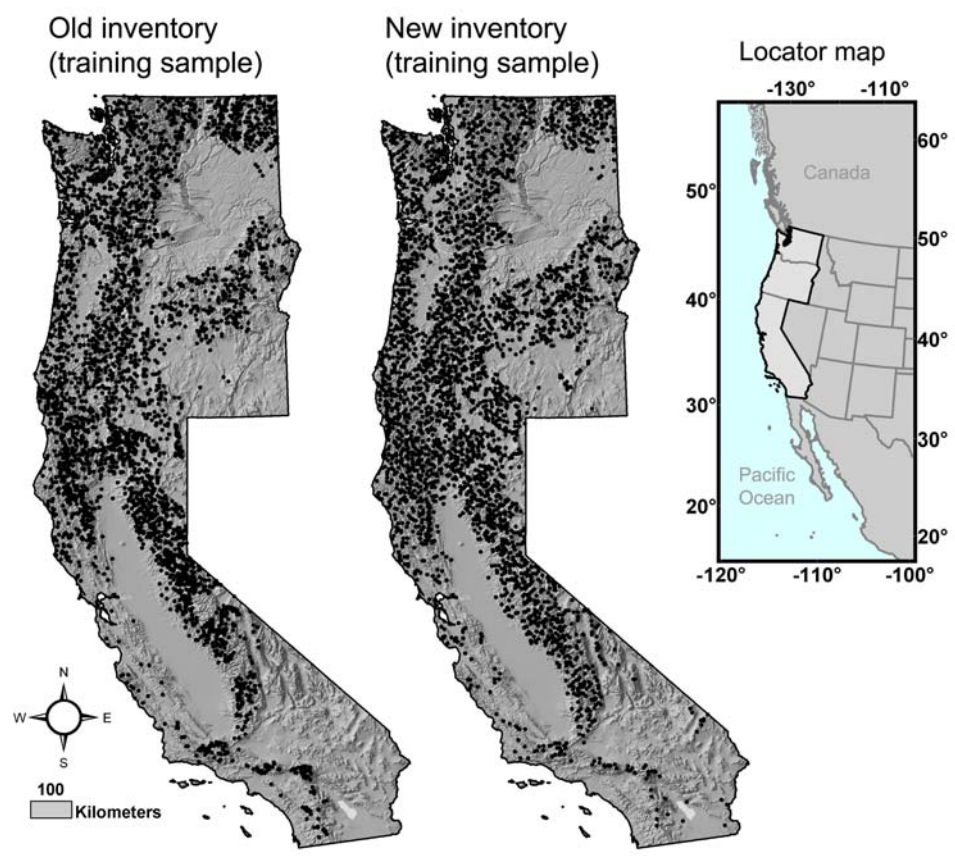 Old inventory
(training sample)
New inventory
(training sample)
Locator map
-130° -110°
60°
Canada
50°
50°
40°
40°
30°
30°
Pacific
Ocean
20°
20°
-120° -110° -100°
N
W E
S
100
Kilometers